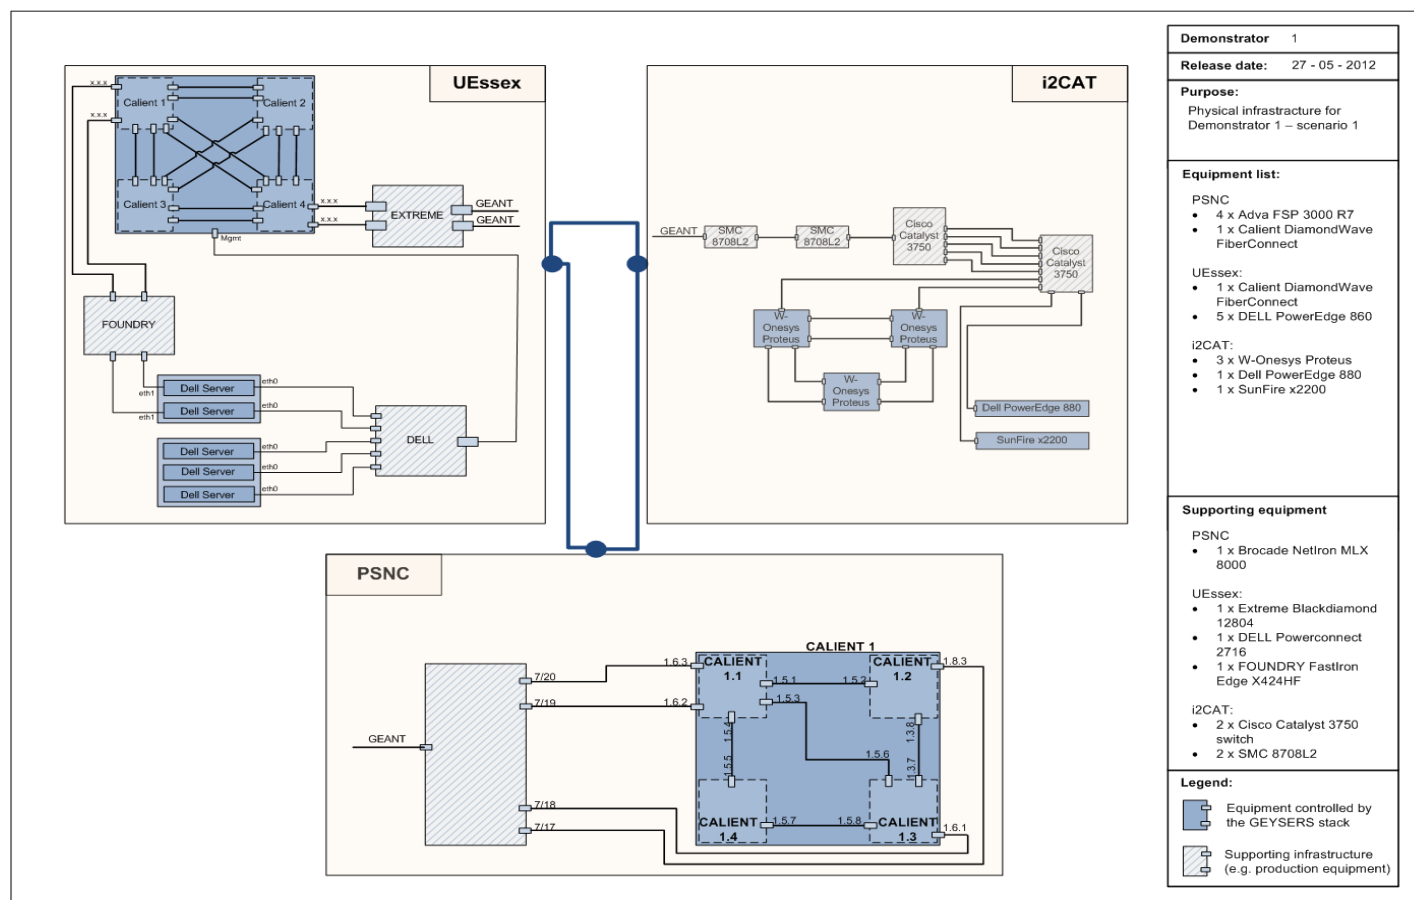 UEssex
x.x.x
Calient 1
Calient 2
x.x.x
Calient 3
Calient 4
x.x.x
x.x.x
Mgmt
EXTREME
GEANT
GEANT
FOUNDRY
eth1
Dell Server
eth0
eth1
Dell Server
eth0
Dell Server
eth0
Dell Server
eth0
Dell Server
eth0
DELL
i2CAT
GEANT
SMC
8708L2
SMC
8708L2
Cisco
Catalyst
3750
Cisco
Catalyst
3750
W-
Onesys
Proteus
W-
Onesys
Proteus
W-
Onesys
Proteus
Dell PowerEdge 880
SunFire x2200
PSNC
GEANT
7/20
7/19
7/18
7/17
CALIENT 1
1.6.3
CALIENT
1.1
CALIENT
1.2
1.8.3
1.5.1
1.5.2
1.5.3
1.6.2
1.5.4
1.5.5
1.3.8
1.3.7
1.5.6
CALIENT
1.4
1.5.7
1.5.8
CALIENT
1.3
1.6.1
Demonstrator 1
Release date: 27 - 05 - 2012
Purpose:
Physical infrastracture for
Demonstrator 1 – scenario 1
Equipment list:
PSNC
• 4 x Adva FSP 3000 R7
• 1 x Calient DiamondWave
FiberConnect
UEssex:
• 1 x Calient DiamondWave
FiberConnect
• 5 x DELL PowerEdge 860
i2CAT:
• 3 x W-Onesys Proteus
• 1 x Dell PowerEdge 880
• 1 x SunFire x2200
Supporting equipment
PSNC
• 1 x Brocade NetIron MLX
8000
UEssex:
• 1 x Extreme Blackdiamond
12804
• 1 x DELL Powerconnect
2716
• 1 x FOUNDRY FastIron
Edge X424HF
i2CAT:
• 2 x Cisco Catalyst 3750
switch
• 2 x SMC 8708L2
Legend:
Equipment controlled by
the GEYSERS stack
Supporting infrastructure
(e.g. production equipment)